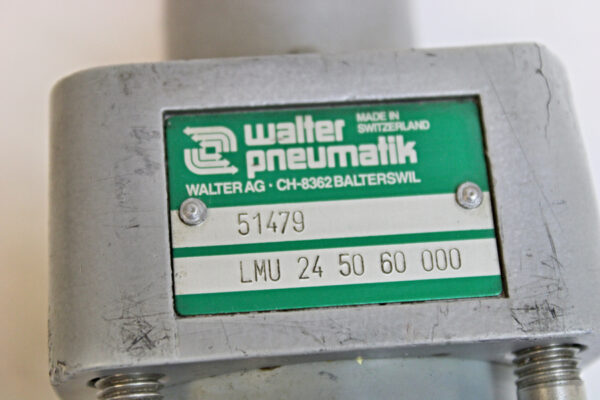 walter
pneumatik
MADE IN
SWITZERLAND
WALTER AG · CH-8362 BALTERSWIL
51479
LMU 24 50 60 000